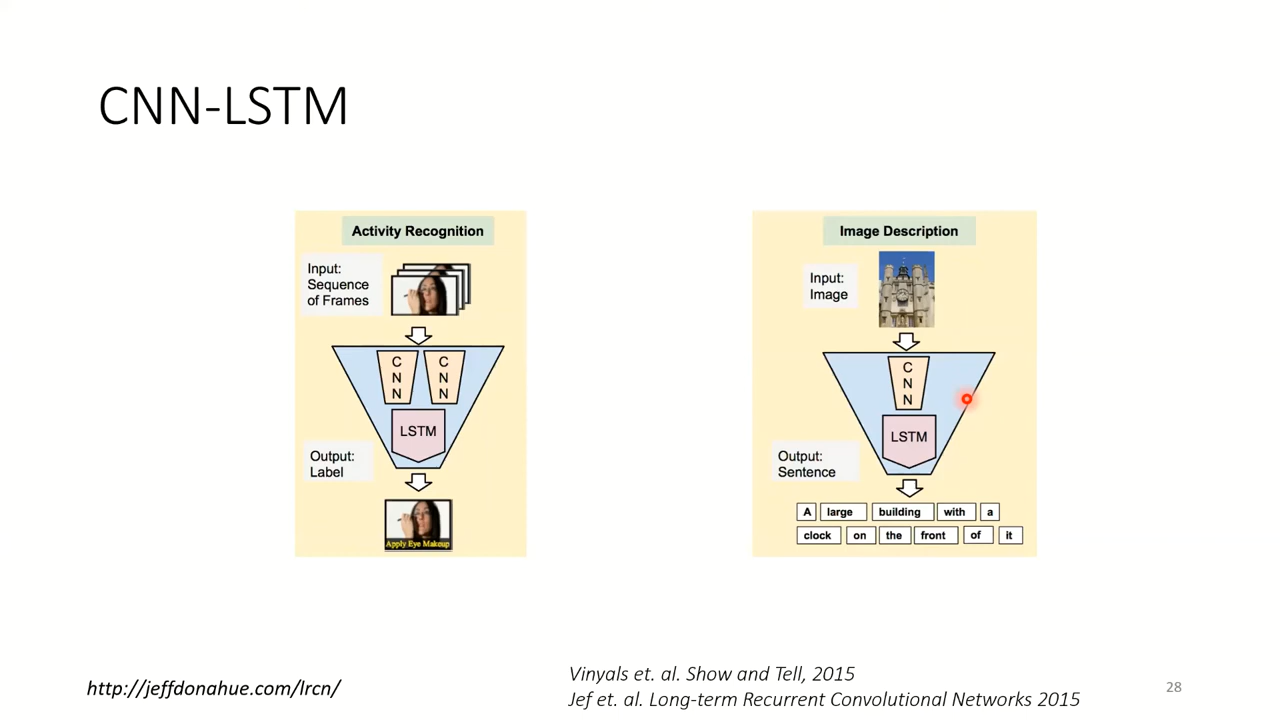 CNN-LSTM
Activity Recognition
Input:
Sequence
of Frames
C
N
N
C
N
N
LSTM
Output:
Label
Apply Eye Makeup
Image Description
Input:
Image
C
N
N
LSTM
Output:
Sentence
A large building with a
clock on the front of it
http://jeffdonahue.com/lrcn/
Vinyals et. al. Show and Tell, 2015
Jef et. al. Long-term Recurrent Convolutional Networks 2015
28